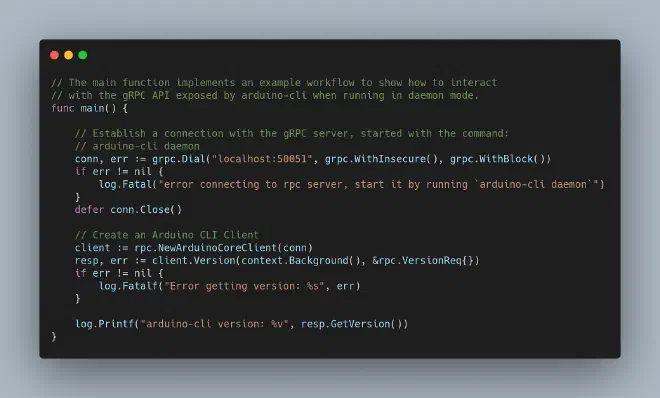 // The main function implements an example workflow to show how to interact
// with the gRPC API exposed by arduino-cli when running in daemon mode.
func main() {
// Establish a connection with the gRPC server, started with the command:
// arduino-cli daemon
conn, err := grpc.Dial("localhost:50051", grpc.WithInsecure(), grpc.WithBlock())
if err != nil {
log.Fatal("error connecting to rpc server, start it by running `arduino-cli daemon`")
}
defer conn.Close()
// Create an Arduino CLI Client
client := rpc.NewArduinoCoreClient(conn)
resp, err := client.Version(context.Background(), &rpc.VersionReq{})
if err != nil {
log.Fatalf("Error getting version: %s", err)
}
log.Printf("arduino-cli version: %v", resp.GetVersion())
}